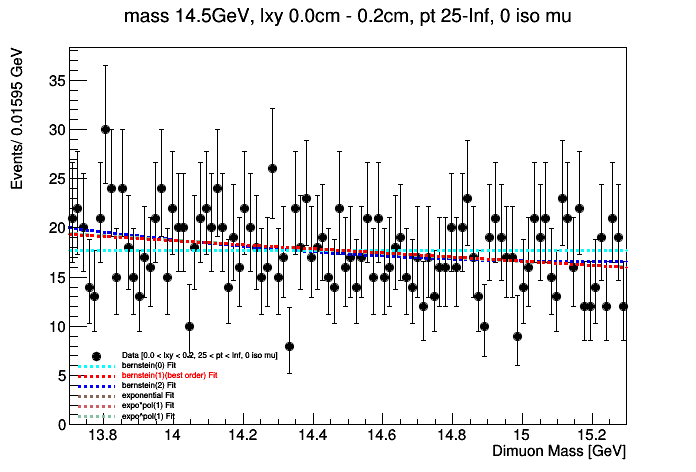 mass 14.5GeV, lxy 0.0cm - 0.2cm, pt 25-Inf, 0 iso mu
Events/ 0.01595 GeV
35
30
25
20
15
10
5
0
Data [0.0 < lxy < 0.2, 25 < pt < Inf, 0 iso mu]
bernstein(0) Fit
bernstein(1)(best order) Fit
bernstein(2) Fit
exponential Fit
expo*pol(1) Fit
expo^pol(1) Fit
13.8 14 14.2 14.4 14.6 14.8 15 15.2
Dimuon Mass [GeV]